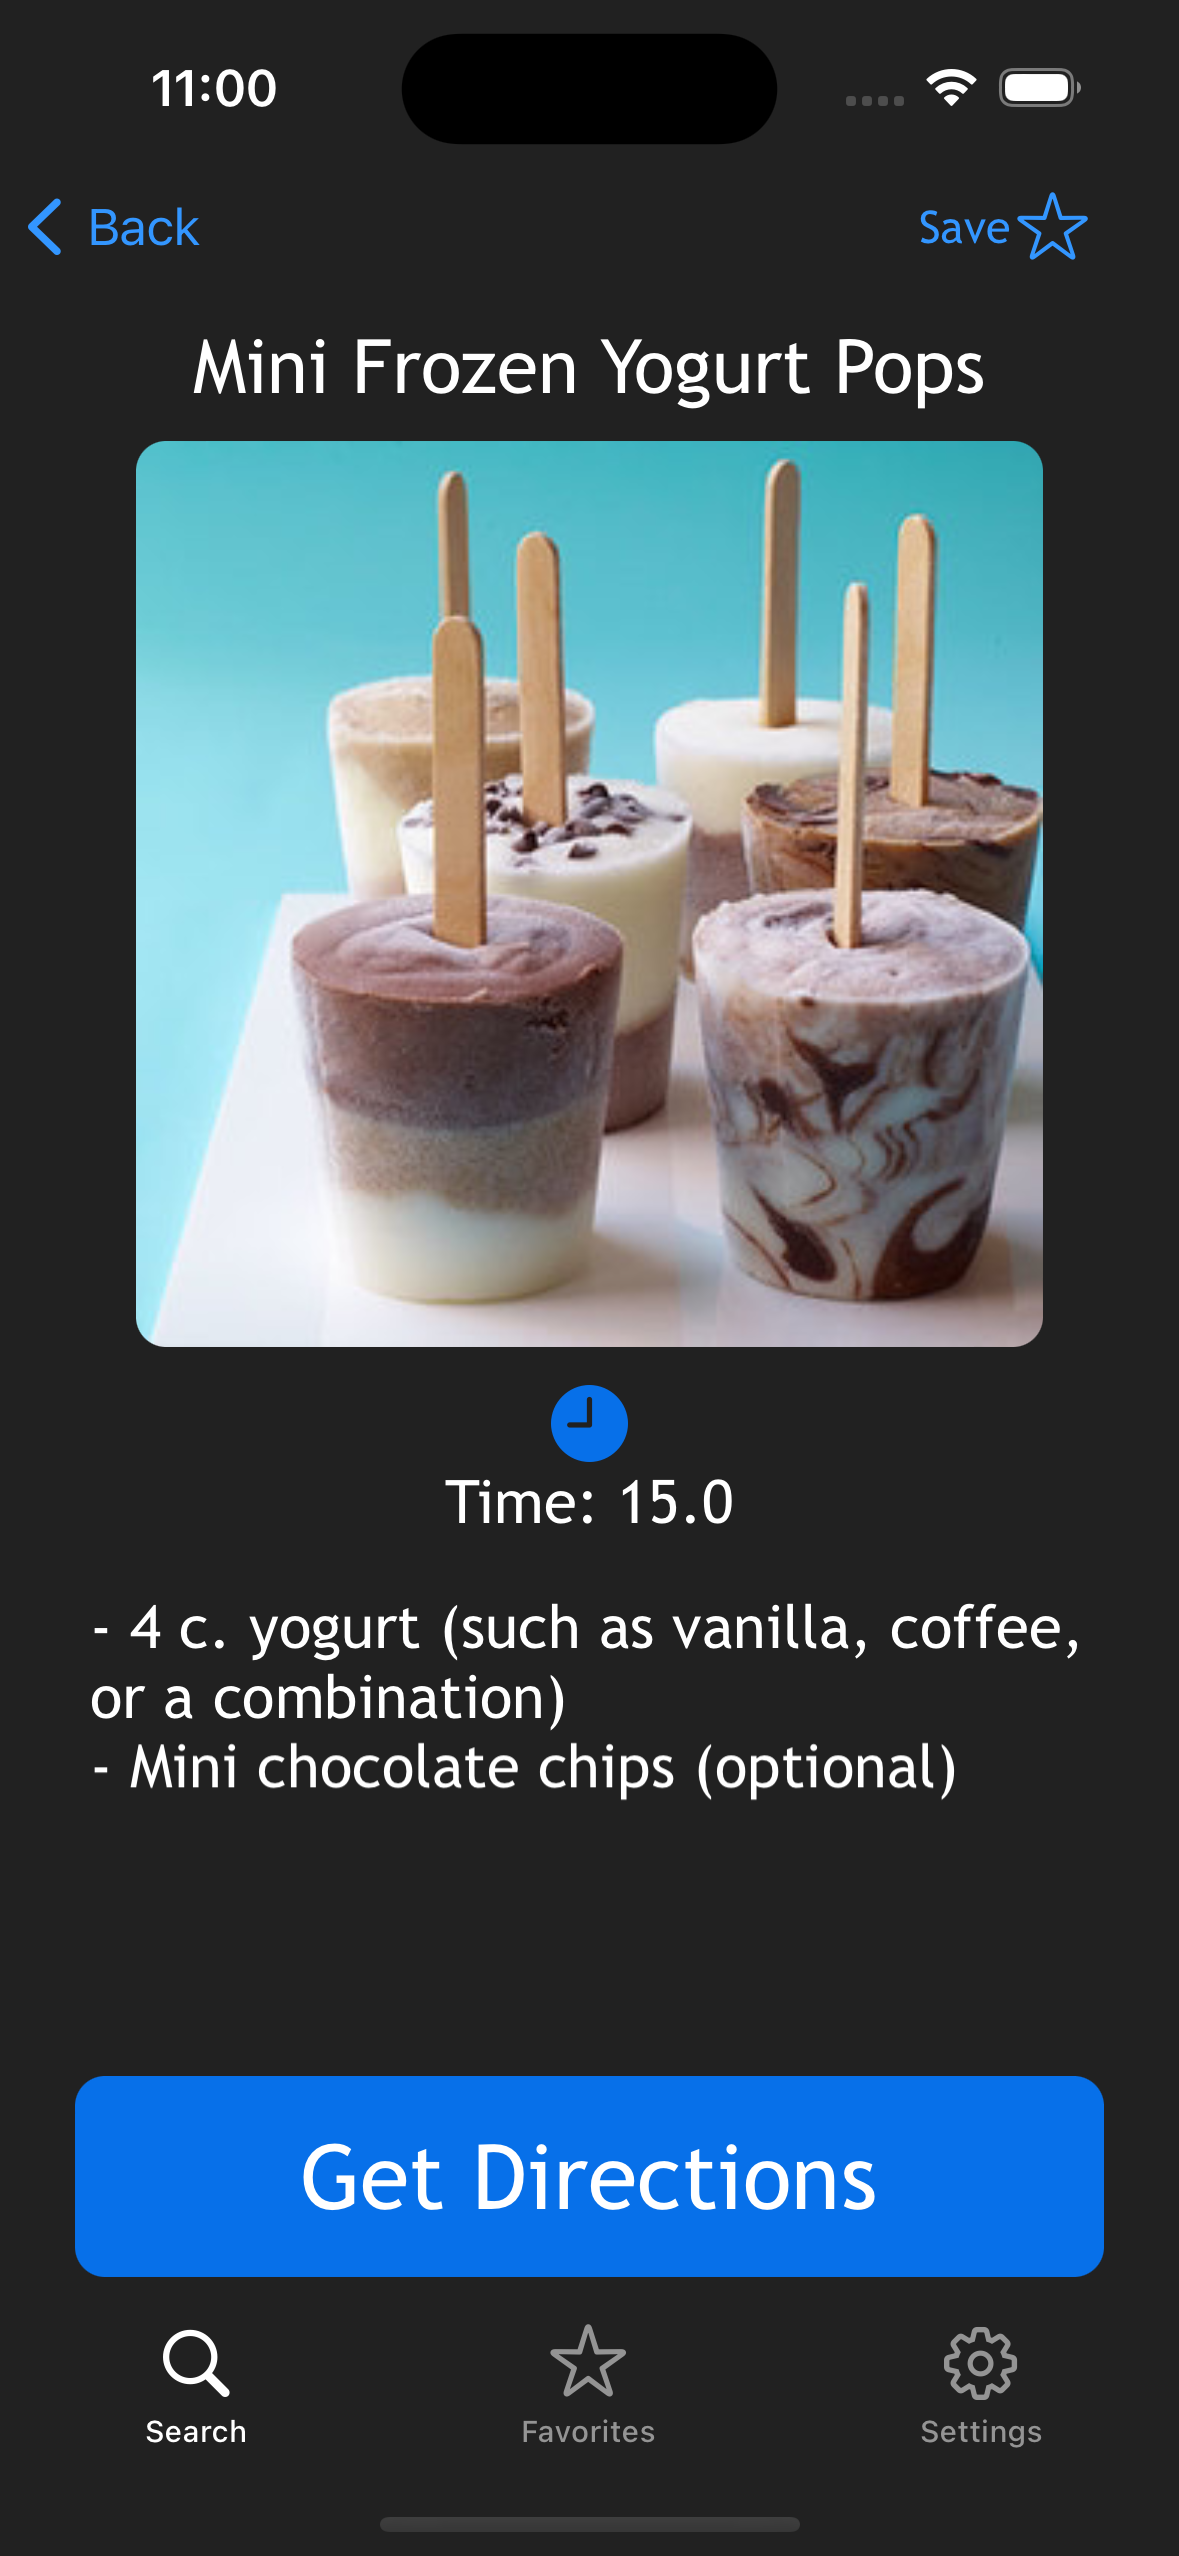 11:00
Back
Save
Mini Frozen Yogurt Pops
Time: 15.0
- 4 c. yogurt (such as vanilla, coffee,
or a combination)
- Mini chocolate chips (optional)
Get Directions
Search
Favorites
Settings